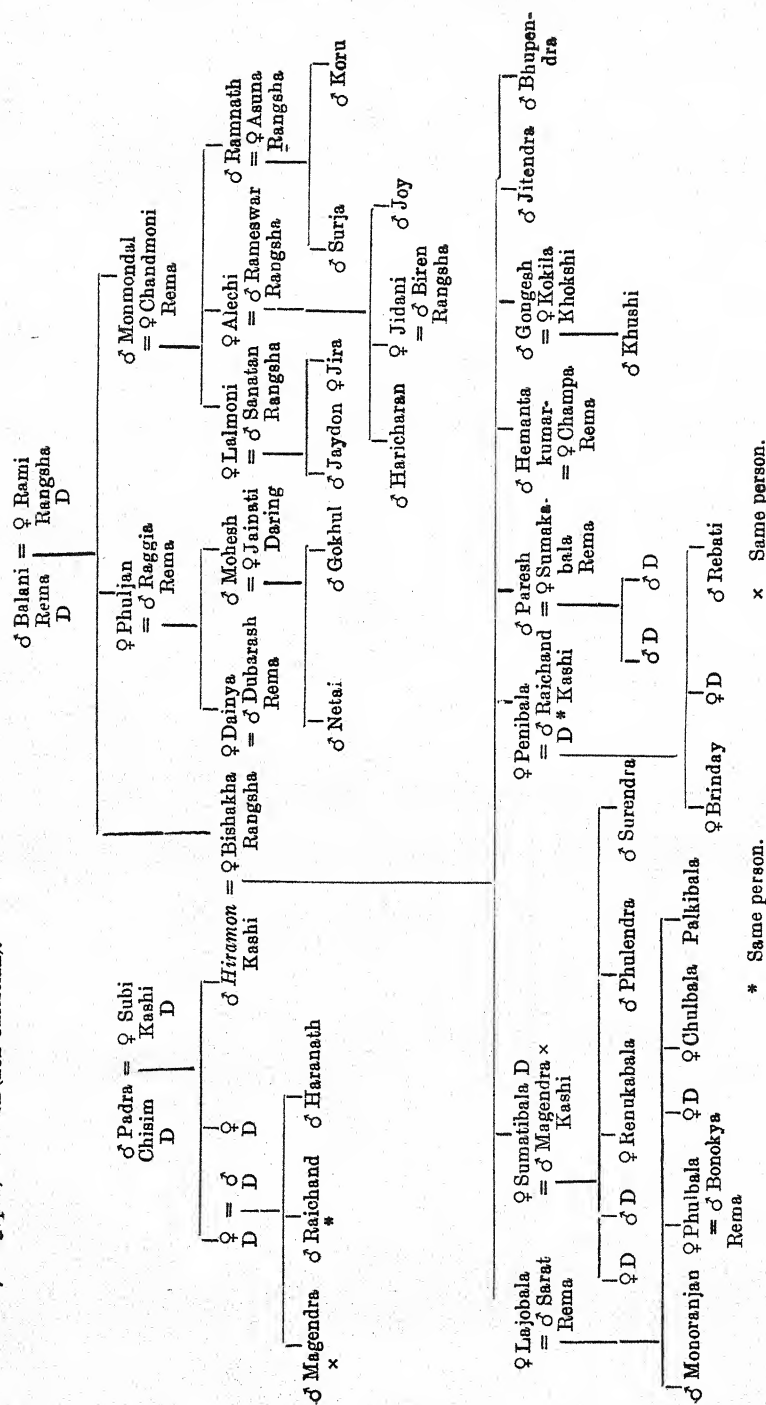 ♂ Balani = ♀ Rami
Rema Rangsha
D D
♂ Padra = ♀ Subi
Chisim Kashi
D D
♀ Phuljan
= ♂ Raggia
Rema
♂ Monmondal
= ♀ Chandmoni
Rema
♀ = ♂ ♀
D D D
♂ Hiramon = ♀ Bishakha
Kashi Rangsha
♀ Dainya
= ♂ Dubarash
Rema
♂ Mohesh
= ♀ Jainati
Daring
♀ Lalmoni
= ♂ Sanatan
Rangsha
♀ Alechi
= ♂ Rameswar
Rangsha
♂ Ramnath
= ♀ Asuna
Rangsha
♂ Magendra ♂ Raichand ♂ Haranath
× *
♂ Netai ♂ Gokhul ♂ Jaydon ♀ Jira
♂ Surja ♂ Koru
♂ Haricharan ♀ Jidani ♂ Joy
= ♂ Biren
Rangsha
♀ Lajobala
= ♂ Sarat
Rema
♀ Sumatibala D
= ♂ Magendra ×
Kashi
♀ Penibala
= ♂ Raichand
D * Kashi
♂ Paresh
= ♀ Sumaka-
bala
Rema
♂ Hemanta
kumar-
= ♀ Champa
Rema
♂ Gongesh
= ♀ Kokila
Khokshi
♂ Jitendra ♂ Bhupen-
dra
♀ D ♂ D ♀ Renukabala ♂ Phulendra ♂ Surendra
♂ D ♂ D
♂ Khushi
♂ Monoranjan ♀ Phulbala ♀ D ♀ Chulbala Palkibala
= ♂ Bonokya
Rema
♀ Brinday ♀ D ♂ Rebati
* Same person. × Same person.